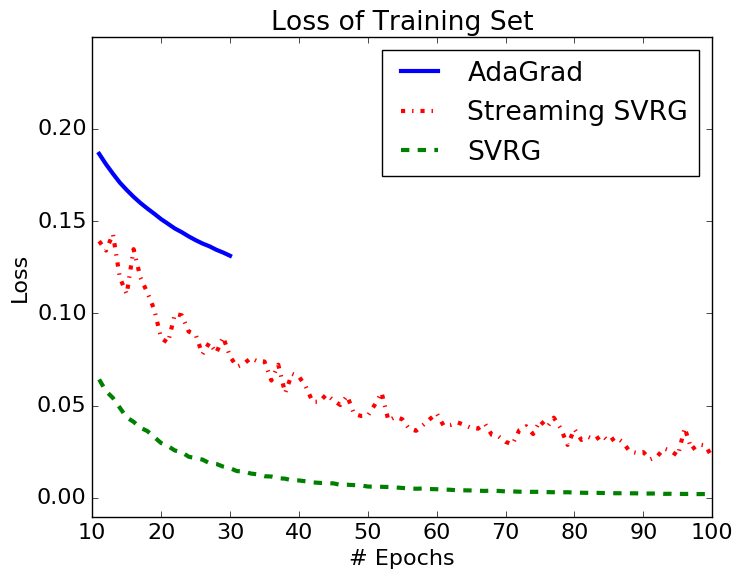 Loss of Training Set
AdaGrad
Streaming SVRG
SVRG
Loss
0.20
0.15
0.10
0.05
0.00
10 20 30 40 50 60 70 80 90 100
# Epochs